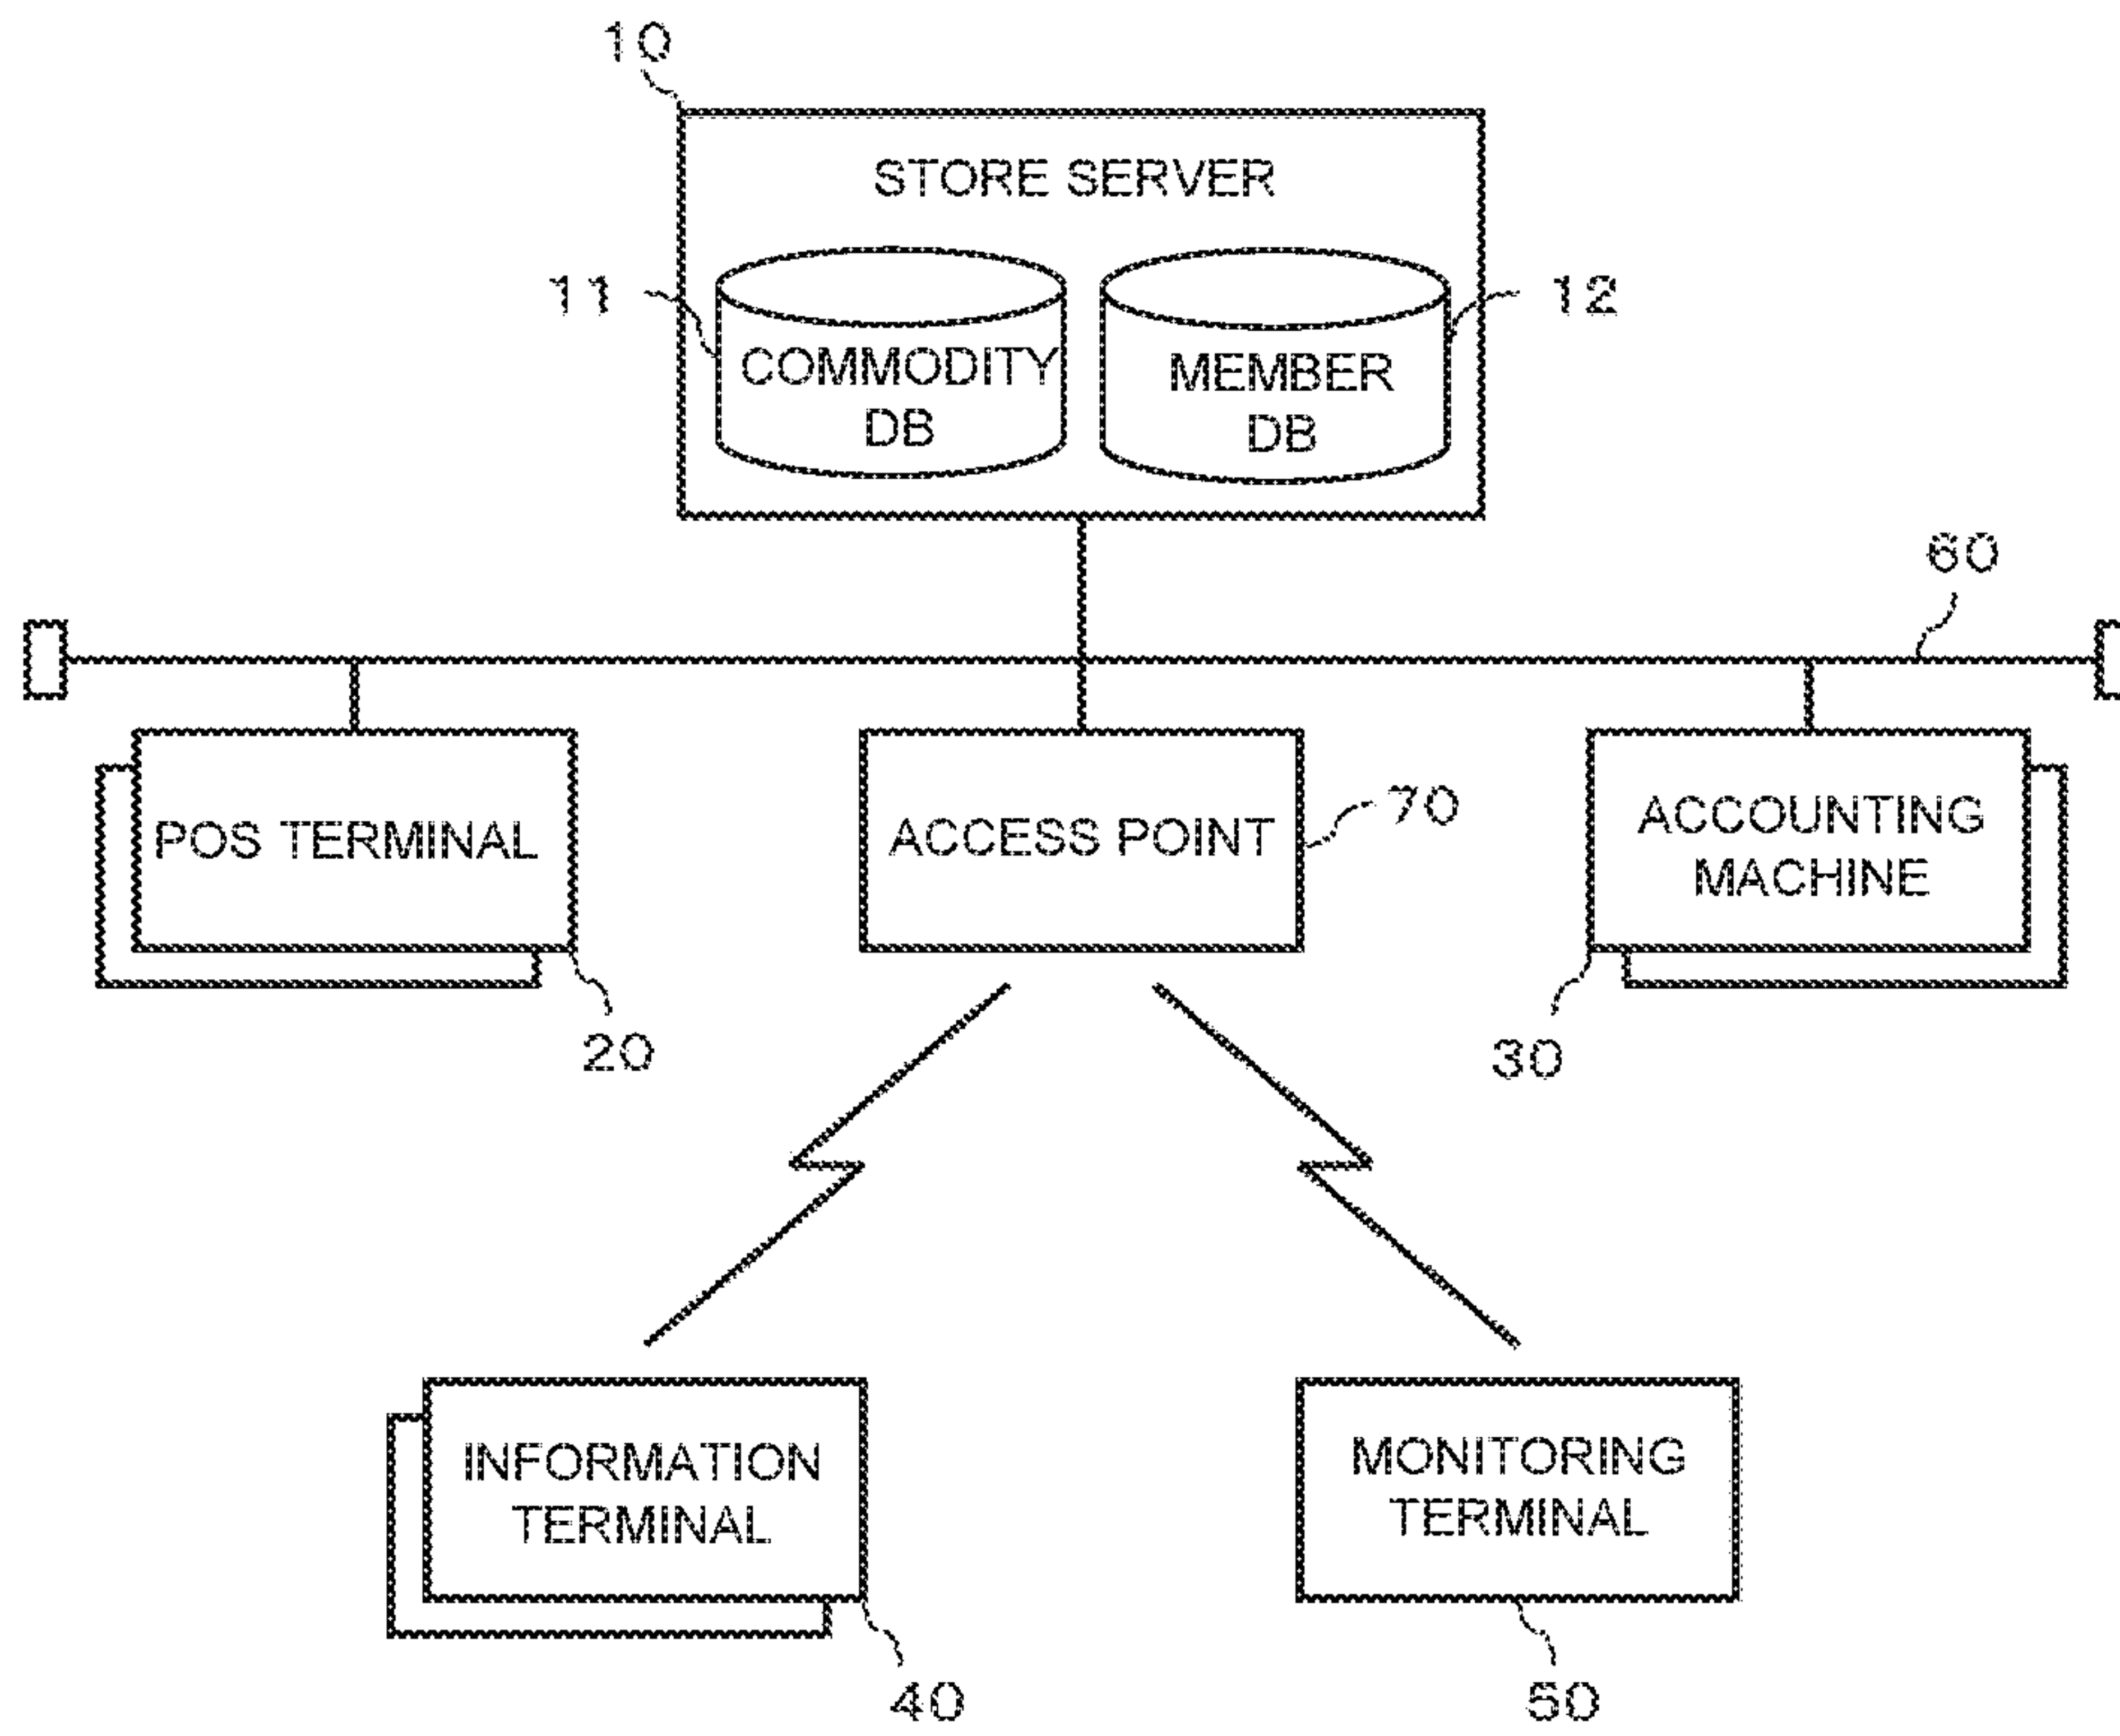 10
STORE SERVER
11
12
COMMODITY
DB
MEMBER
DB
60
POS TERMINAL
ACCESS POINT
70
ACCOUNTING
MACHINE
20
30
INFORMATION
TERMINAL
MONITORING
TERMINAL
40
50